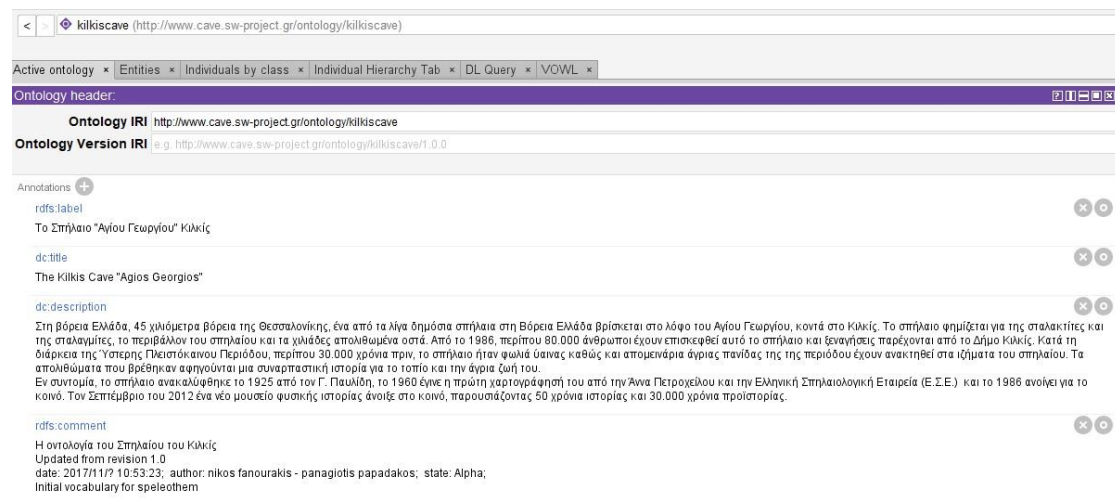 < > kilkiscave (http://www.cave.sw-project.gr/ontology/kilkiscave)
Active ontology × Entities × Individuals by class × Individual Hierarchy Tab × DL Query × VOWL ×
Ontology header:
Ontology IRI http://www.cave.sw-project.gr/ontology/kilkiscave
Ontology Version IRI e.g. http://www.cave.sw-project.gr/ontology/kilkiscave/1.0.0
Annotations
rdfs:label
Το Σπήλαιο "Αγίου Γεωργίου" Κιλκίς
dc:title
The Kilkis Cave "Agios Georgios"
dc:description
Στη βόρεια Ελλάδα, 45 χιλιόμετρα βόρεια της Θεσσαλονίκης, ένα από τα λίγα δημόσια σπήλαια στη Βόρεια Ελλάδα βρίσκεται στο λόφο του Αγίου Γεωργίου, κοντά στο Κιλκίς. Το σπήλαιο φημίζεται για της σταλακτίτες και
της σταλαγμίτες, το περιβάλλον του σπηλαίου και τα χιλιάδες απολιθωμένα οστά. Από το 1986, περίπου 80.000 άνθρωποι έχουν επισκεφθεί αυτό το σπήλαιο και ξεναγήσεις παρέχονται από το Δήμο Κιλκίς. Κατά τη
διάρκεια της Ύστερης Πλειστόκαινου Περιόδου, περίπου 30.000 χρόνια πριν, το σπήλαιο ήταν φωλιά ύαινας καθώς και απομεινάρια άγριας πανίδας της της περιόδου έχουν ανακτηθεί στα ιζήματα του σπηλαίου. Τα
απολιθώματα που βρέθηκαν αφηγούνται μια συναρπαστική ιστορία για το τοπίο και την άγρια ζωή του.
Εν συντομία, το σπήλαιο ανακαλύφθηκε το 1925 από τον Γ. Παυλίδη, το 1960 έγινε η πρώτη χαρτογράφησή του από την Άννα Πετροχείλου και την Ελληνική Σπηλαιολογική Εταιρεία (Ε.Σ.Ε.) και το 1986 ανοίγει για το
κοινό. Τον Σεπτέμβριο του 2012 ένα νέο μουσείο φυσικής ιστορίας άνοιξε στο κοινό, παρουσιάζοντας 50 χρόνια ιστορίας και 30.000 χρόνια προϊστορίας.
rdfs:comment
Η οντολογία του Σπηλαίου του Κιλκίς
Updated from revision 1.0
date: 2017/11/? 10:53:23; author: nikos fanourakis - panagiotis papadakos; state: Alpha;
Initial vocabulary for speleothem